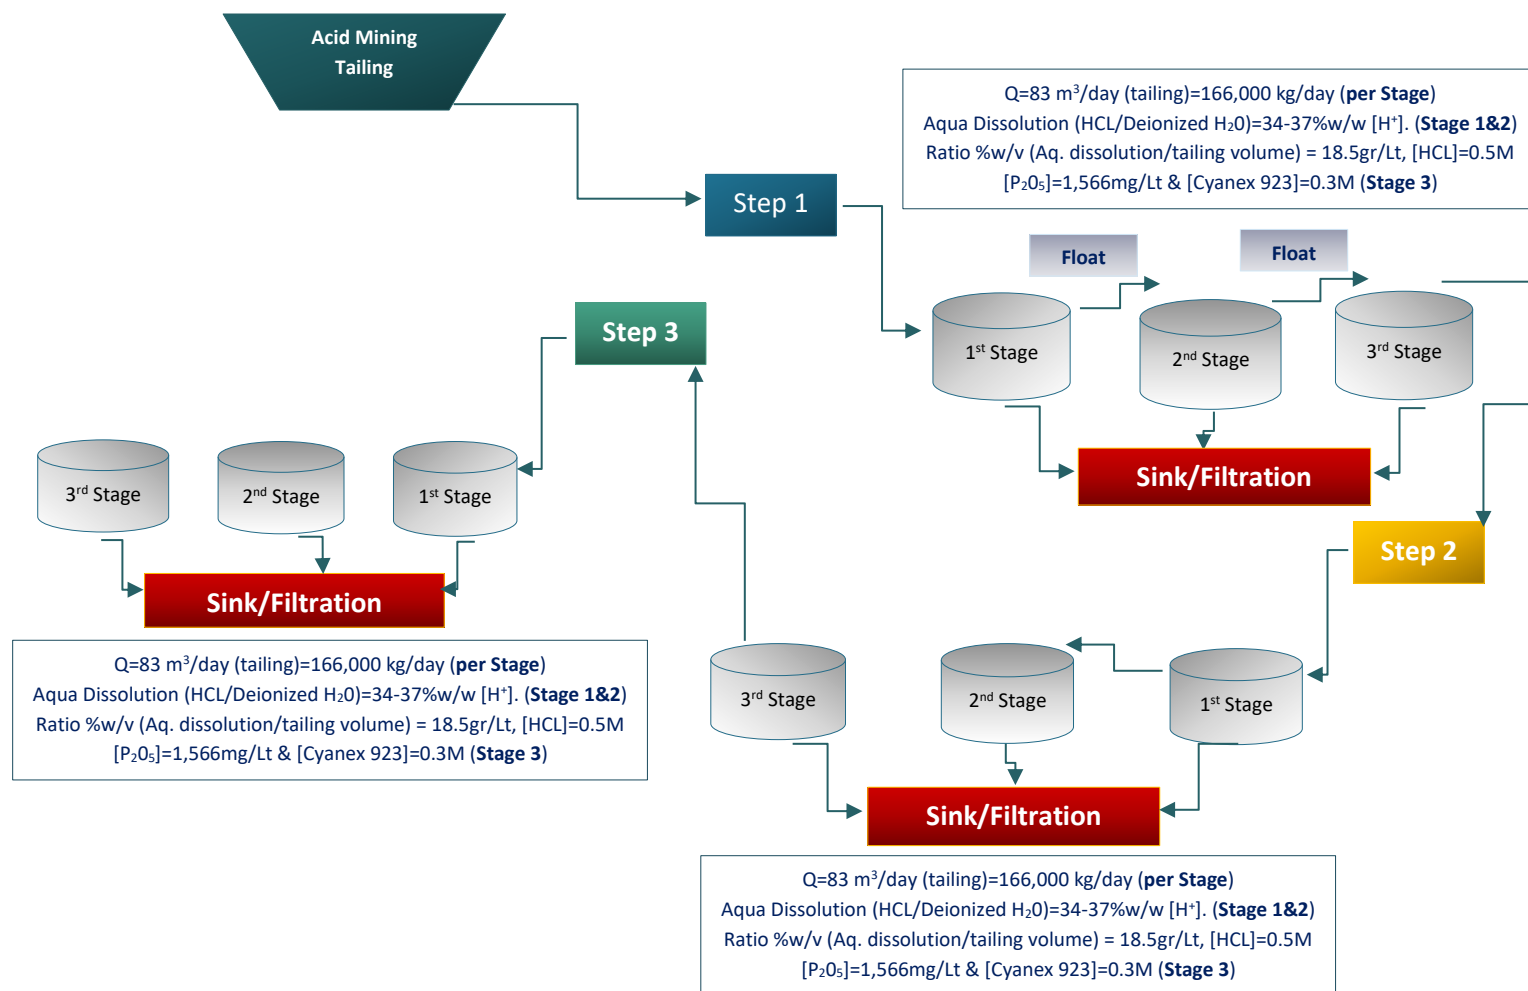 Acid Mining
Tailing
Q=83 m³/day (tailing)=166,000 kg/day (per Stage)
Aqua Dissolution (HCL/Deionized H₂0)=34-37%w/w [H⁺]. (Stage 1&2)
Ratio %w/v (Aq. dissolution/tailing volume) = 18.5gr/Lt, [HCL]=0.5M
[P₂0₅]=1,566mg/Lt & [Cyanex 923]=0.3M (Stage 3)
Step 1
Float
Float
1st Stage
2nd Stage
3rd Stage
Sink/Filtration
Step 2
1st Stage
2nd Stage
3rd Stage
Sink/Filtration
Q=83 m³/day (tailing)=166,000 kg/day (per Stage)
Aqua Dissolution (HCL/Deionized H₂0)=34-37%w/w [H⁺]. (Stage 1&2)
Ratio %w/v (Aq. dissolution/tailing volume) = 18.5gr/Lt, [HCL]=0.5M
[P₂0₅]=1,566mg/Lt & [Cyanex 923]=0.3M (Stage 3)
Step 3
1st Stage
2nd Stage
3rd Stage
Sink/Filtration
Q=83 m³/day (tailing)=166,000 kg/day (per Stage)
Aqua Dissolution (HCL/Deionized H₂0)=34-37%w/w [H⁺]. (Stage 1&2)
Ratio %w/v (Aq. dissolution/tailing volume) = 18.5gr/Lt, [HCL]=0.5M
[P₂0₅]=1,566mg/Lt & [Cyanex 923]=0.3M (Stage 3)